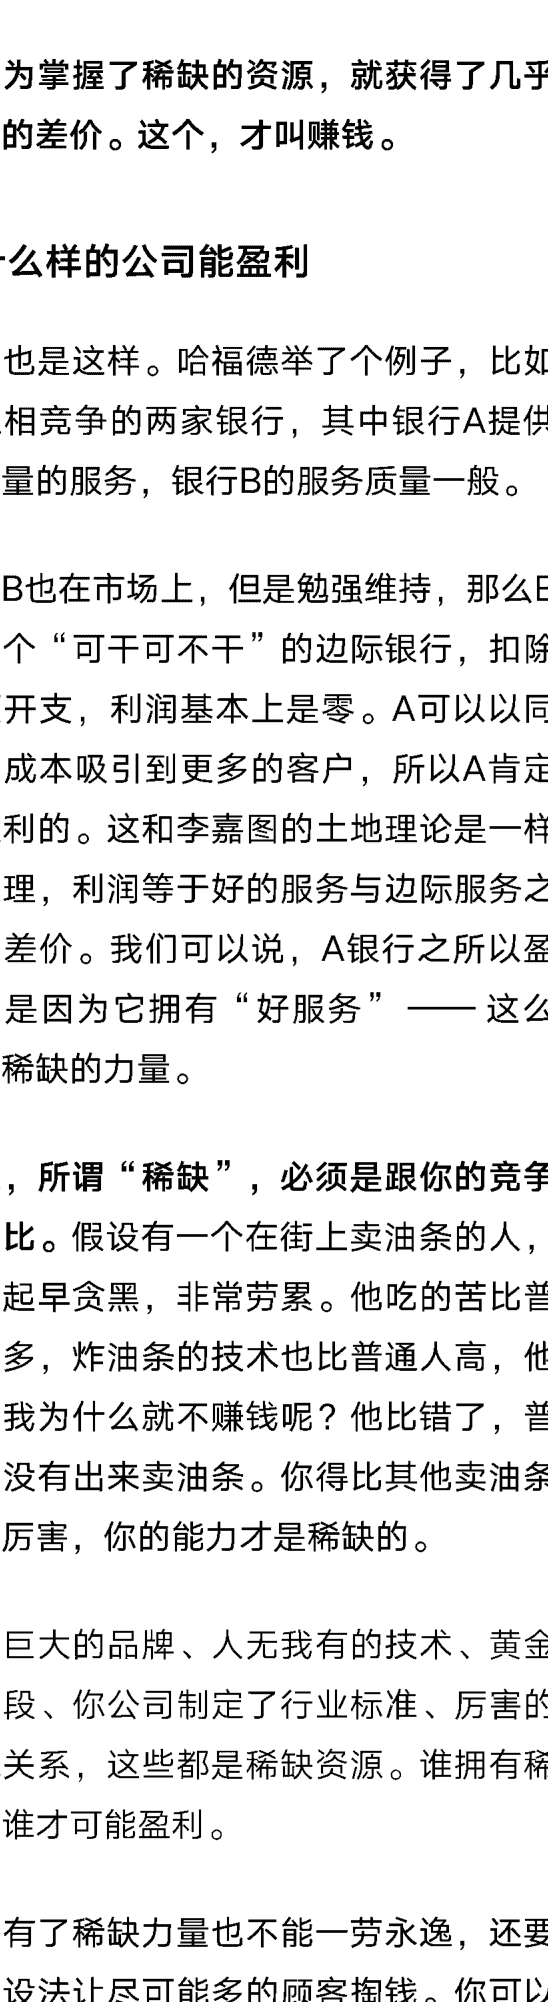 为掌握了稀缺的资源，就获得了几乎
的差价。这个，才叫赚钱。
么样的公司能盈利
也是这样。哈福德举了个例子，比如
相竞争的两家银行，其中银行A提供
量的服务，银行B的服务质量一般。
B也在市场上，但是勉强维持，那么B
个“可干可不干”的边际银行，扣除
开支，利润基本上是零。A可以以同
成本吸引到更多的客户，所以A肯定
利的。这和李嘉图的土地理论是一样
理，利润等于好的服务与边际服务之
差价。我们可以说，A银行之所以盈
是因为它拥有“好服务” —— 这么
稀缺的力量。
，所谓“稀缺”，必须是跟你的竞争
比。假设有一个在街上卖油条的人，
起早贪黑，非常劳累。他吃的苦比普
多，炸油条的技术也比普通人高，他
我为什么就不赚钱呢？他比错了，普
没有出来卖油条。你得比其他卖油条
厉害，你的能力才是稀缺的。
巨大的品牌、人无我有的技术、黄金
段、你公司制定了行业标准、厉害的
关系，这些都是稀缺资源。谁拥有稀
谁才可能盈利。
有了稀缺力量也不能一劳永逸，还要
设法让尽可能多的顾客掏钱。你可以